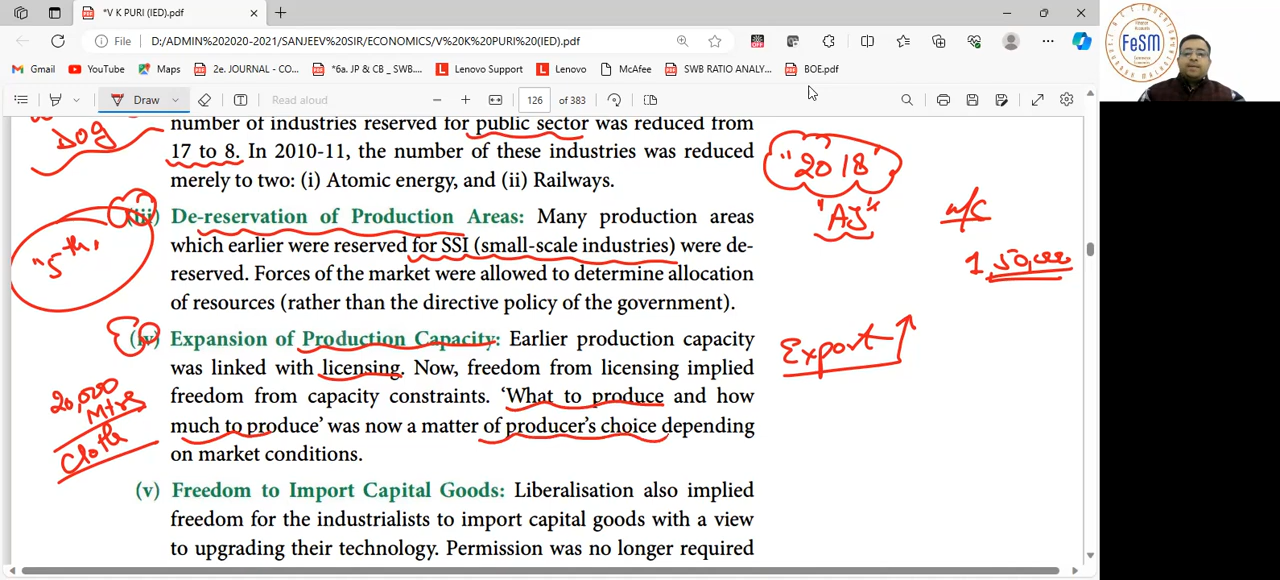 *V K PURI (IED).pdf
File D:/ADMIN%202020-2021/SANJEEV SIR/ECONOMICS/V%20K%20PURI(IED).pdf
Gmail YouTube Maps 2e. JOURNAL - CO... *6a. JP & CB _ SWB... Lenovo Support Lenovo McAfee SWB RATIO ANALY... BOE.pdf
Draw Read aloud 126 of 383
FeSM
Dog
number of industries reserved for public sector was reduced from
17 to 8. In 2010-11, the number of these industries was reduced
merely to two: (i) Atomic energy, and (ii) Railways.
"2018"
"AJ"
M/C
1,50,000
"5th,
(iii) De-reservation of Production Areas: Many production areas
which earlier were reserved for SSI (small-scale industries) were de-
reserved. Forces of the market were allowed to determine allocation
of resources (rather than the directive policy of the government).
(iv) Expansion of Production Capacity: Earlier production capacity
was linked with licensing. Now, freedom from licensing implied
freedom from capacity constraints. ‘What to produce and how
much to produce’ was now a matter of producer’s choice depending
on market conditions.
Export
20,000
Mtrs
Cloth
(v) Freedom to Import Capital Goods: Liberalisation also implied
freedom for the industrialists to import capital goods with a view
to upgrading their technology. Permission was no longer required